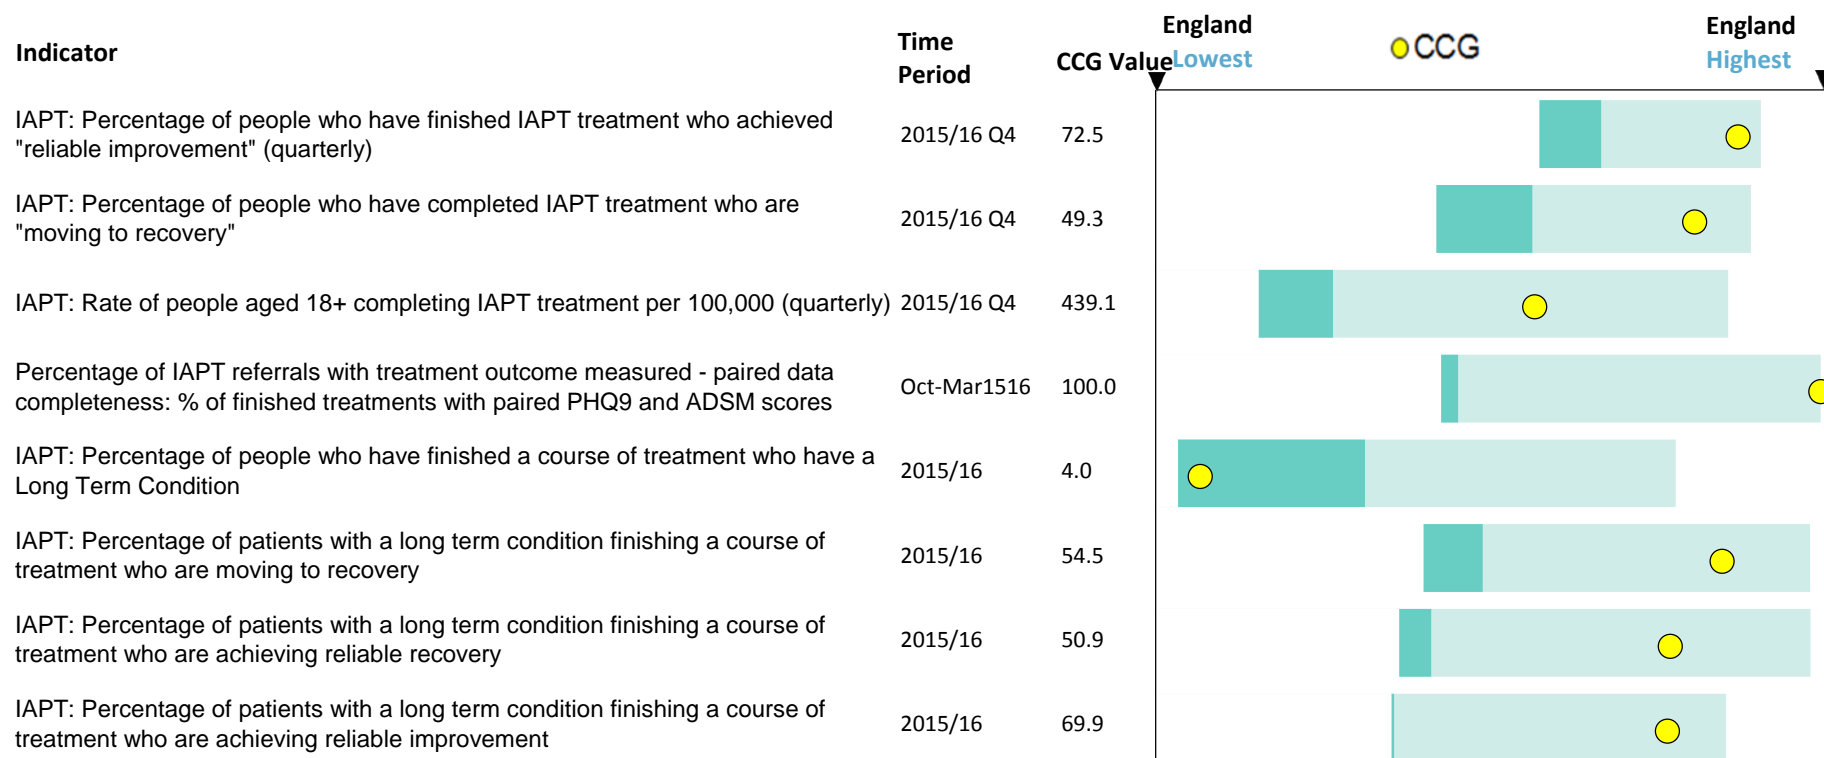 Indicator
Time
Period
CCG Value
England
Lowest
CCG
England
Highest
IAPT: Percentage of people who have finished IAPT treatment who achieved
"reliable improvement" (quarterly)
2015/16 Q4
72.5
IAPT: Percentage of people who have completed IAPT treatment who are
"moving to recovery"
2015/16 Q4
49.3
IAPT: Rate of people aged 18+ completing IAPT treatment per 100,000 (quarterly)
2015/16 Q4
439.1
Percentage of IAPT referrals with treatment outcome measured - paired data
completeness: % of finished treatments with paired PHQ9 and ADSM scores
Oct-Mar1516
100.0
IAPT: Percentage of people who have finished a course of treatment who have a
Long Term Condition
2015/16
4.0
IAPT: Percentage of patients with a long term condition finishing a course of
treatment who are moving to recovery
2015/16
54.5
IAPT: Percentage of patients with a long term condition finishing a course of
treatment who are achieving reliable recovery
2015/16
50.9
IAPT: Percentage of patients with a long term condition finishing a course of
treatment who are achieving reliable improvement
2015/16
69.9